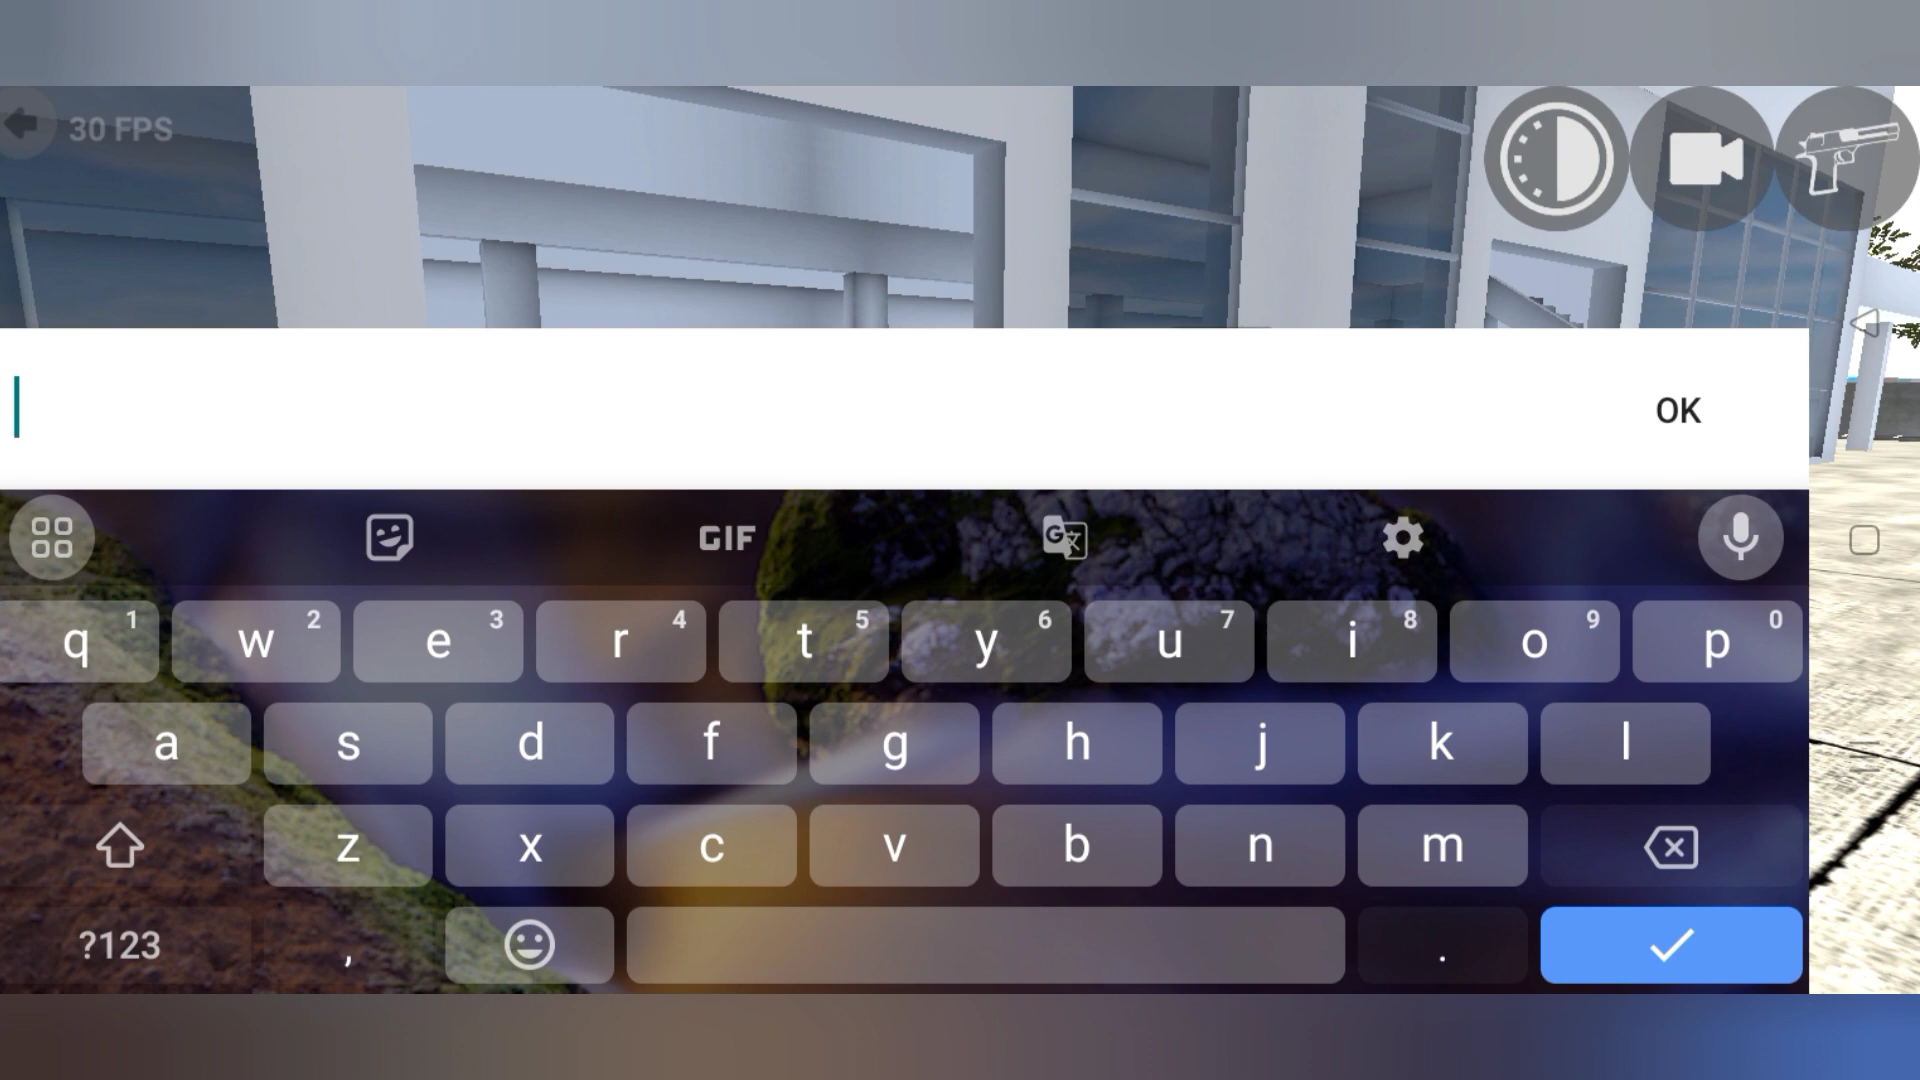 30 FPS
OK
GIF
G
q 1 w 2 e 3 r 4 t 5 y 6 u 7 i 8 o 9 p 0
a s d f g h j k l
z x c v b n m
?123 , .